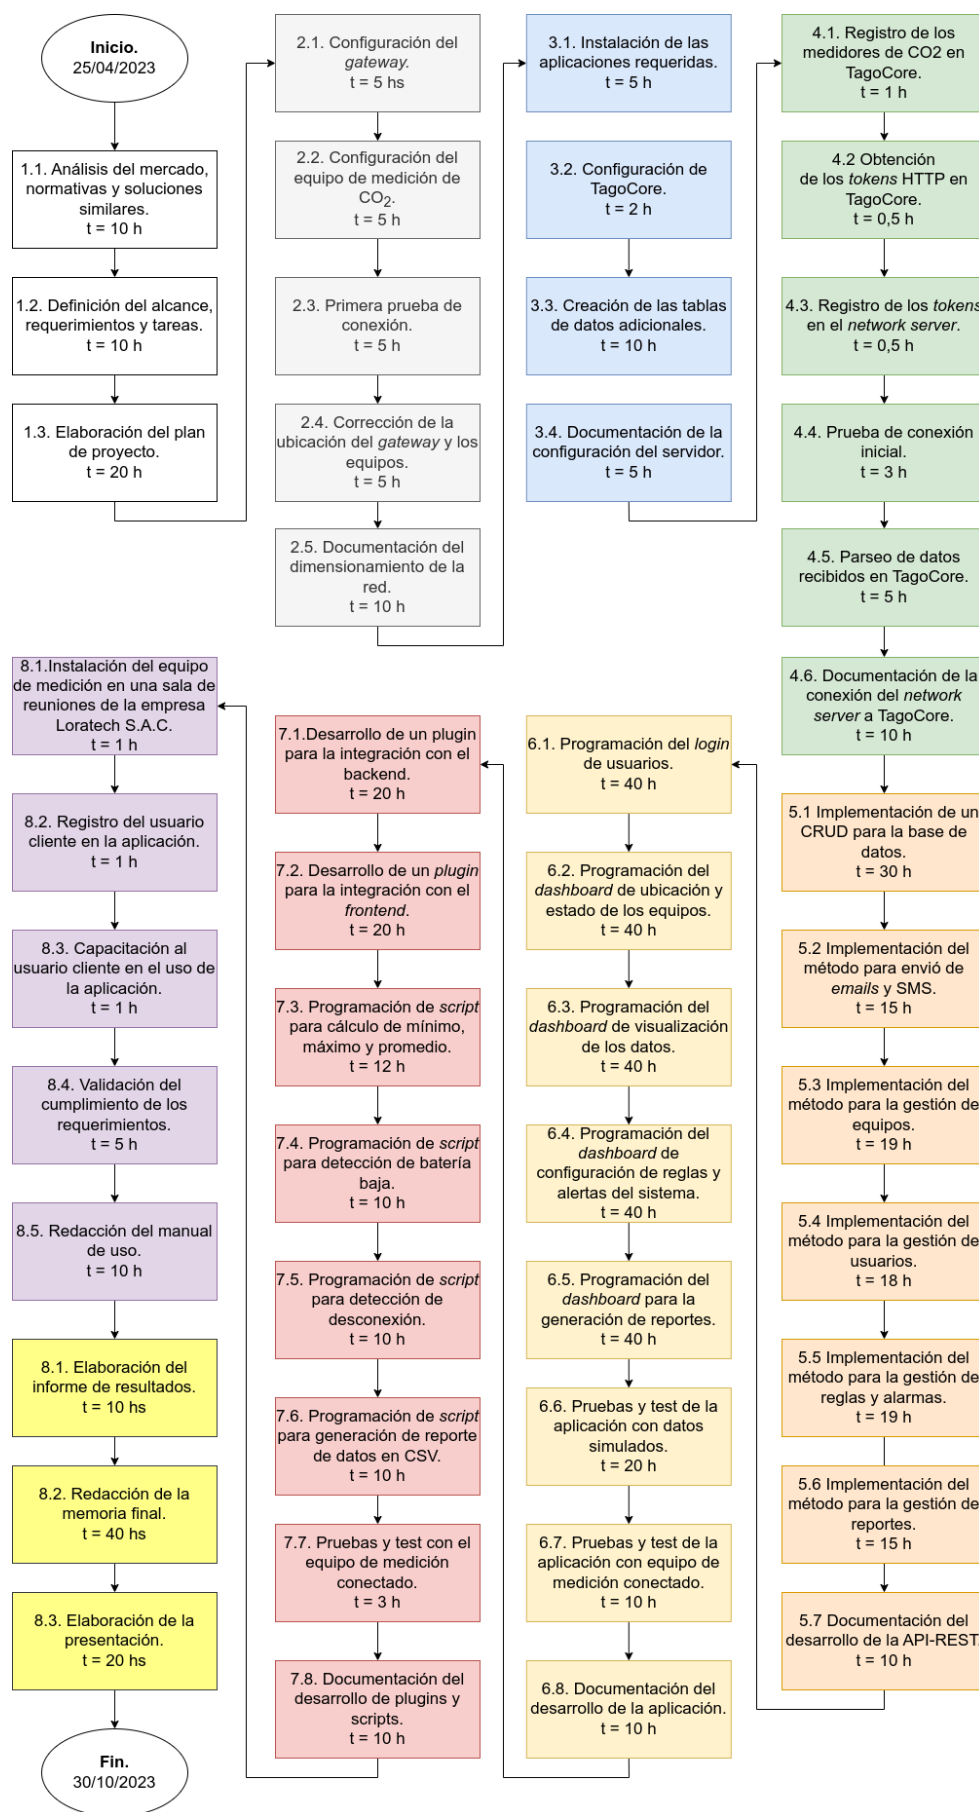 Inicio.
25/04/2023
1.1. Análisis del mercado,
normativas y soluciones
similares.
t = 10 h
1.2. Definición del alcance,
requerimientos y tareas.
t = 10 h
1.3. Elaboración del plan
de proyecto.
t = 20 h
2.1. Configuración del
gateway.
t = 5 hs
2.2. Configuración del
equipo de medición de
CO2.
t = 5 h
2.3. Primera prueba de
conexión.
t = 5 h
2.4. Corrección de la
ubicación del gateway y los
equipos.
t = 5 h
2.5. Documentación del
dimensionamiento de la
red.
t = 10 h
3.1. Instalación de las
aplicaciones requeridas.
t = 5 h
3.2. Configuración de
TagoCore.
t = 2 h
3.3. Creación de las tablas
de datos adicionales.
t = 10 h
3.4. Documentación de la
configuración del servidor.
t = 5 h
4.1. Registro de los
medidores de CO2 en
TagoCore.
t = 1 h
4.2 Obtención
de los tokens HTTP en
TagoCore.
t = 0,5 h
4.3. Registro de los tokens
en el network server.
t = 0,5 h
4.4. Prueba de conexión
inicial.
t = 3 h
4.5. Parseo de datos
recibidos en TagoCore.
t = 5 h
4.6. Documentación de la
conexión del network
server a TagoCore.
t = 10 h
5.1 Implementación de un
CRUD para la base de
datos.
t = 30 h
5.2 Implementación del
método para envió de
emails y SMS.
t = 15 h
5.3 Implementación del
método para la gestión de
equipos.
t = 19 h
5.4 Implementación del
método para la gestión de
usuarios.
t = 18 h
5.5 Implementación del
método para la gestión de
reglas y alarmas.
t = 19 h
5.6 Implementación del
método para la gestión de
reportes.
t = 15 h
5.7 Documentación del
desarrollo de la API-REST.
t = 10 h
6.1. Programación del login
de usuarios.
t = 40 h
6.2. Programación del
dashboard de ubicación y
estado de los equipos.
t = 40 h
6.3. Programación del
dashboard de visualización
de los datos.
t = 40 h
6.4. Programación del
dashboard de
configuración de reglas y
alertas del sistema.
t = 40 h
6.5. Programación del
dashboard para la
generación de reportes.
t = 40 h
6.6. Pruebas y test de la
aplicación con datos
simulados.
t = 20 h
6.7. Pruebas y test de la
aplicación con equipo de
medición conectado.
t = 10 h
6.8. Documentación del
desarrollo de la aplicación.
t = 10 h
7.1.Desarrollo de un plugin
para la integración con el
backend.
t = 20 h
7.2. Desarrollo de un plugin
para la integración con el
frontend.
t = 20 h
7.3. Programación de script
para cálculo de mínimo,
máximo y promedio.
t = 12 h
7.4. Programación de script
para detección de batería
baja.
t = 10 h
7.5. Programación de script
para detección de
desconexión.
t = 10 h
7.6. Programación de script
para generación de reporte
de datos en CSV.
t = 10 h
7.7. Pruebas y test con el
equipo de medición
conectado.
t = 3 h
7.8. Documentación del
desarrollo de plugins y
scripts.
t = 10 h
8.1.Instalación del equipo
de medición en una sala de
reuniones de la empresa
Loratech S.A.C.
t = 1 h
8.2. Registro del usuario
cliente en la aplicación.
t = 1 h
8.3. Capacitación al
usuario cliente en el uso de
la aplicación.
t = 1 h
8.4. Validación del
cumplimiento de los
requerimientos.
t = 5 h
8.5. Redacción del manual
de uso.
t = 10 h
8.1. Elaboración del
informe de resultados.
t = 10 hs
8.2. Redacción de la
memoria final.
t = 40 hs
8.3. Elaboración de la
presentación.
t = 20 hs
Fin.
30/10/2023